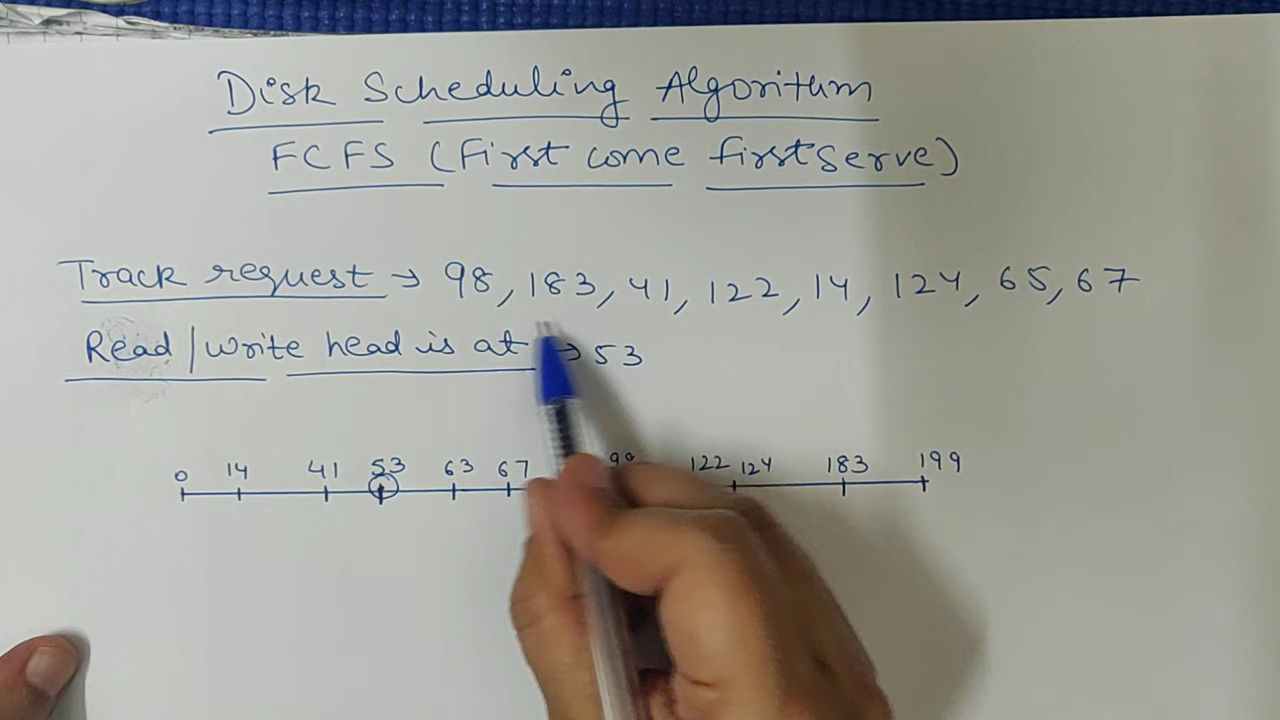 Disk Scheduling Algoritum
FCFS (First come first Serve)
Track request → 98, 183, 41, 122, 14, 124, 65, 67
Read/write head is at → 53
0 14 41 53 63 67 122 124 183 199